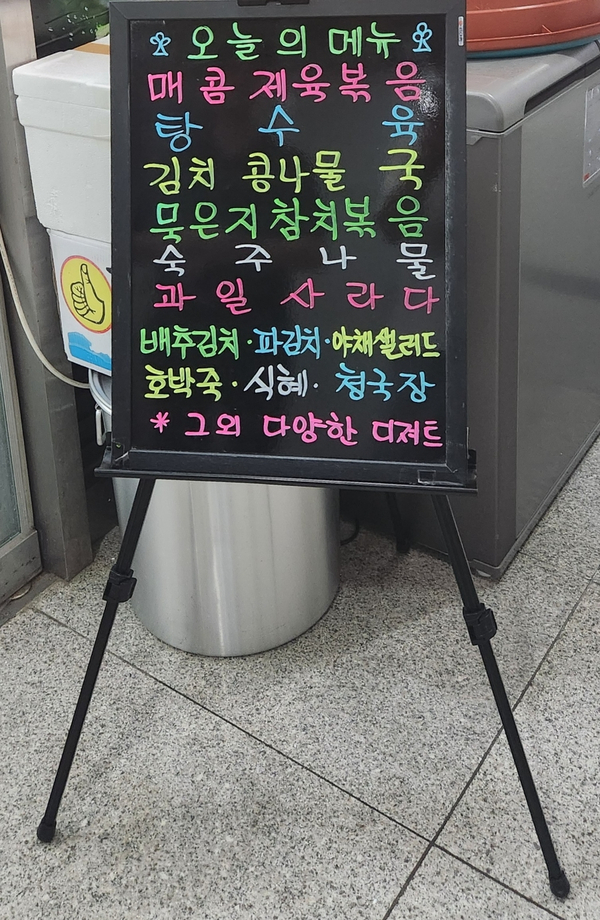 오늘의 메뉴
매콤제육볶음
탕수육
김치 콩나물 국
묵은지참치볶음
숙주나물
과일사라다
배추김치·파김치·야채샐러드
호박죽·식혜·청국장
* 그외 다양한 디져트